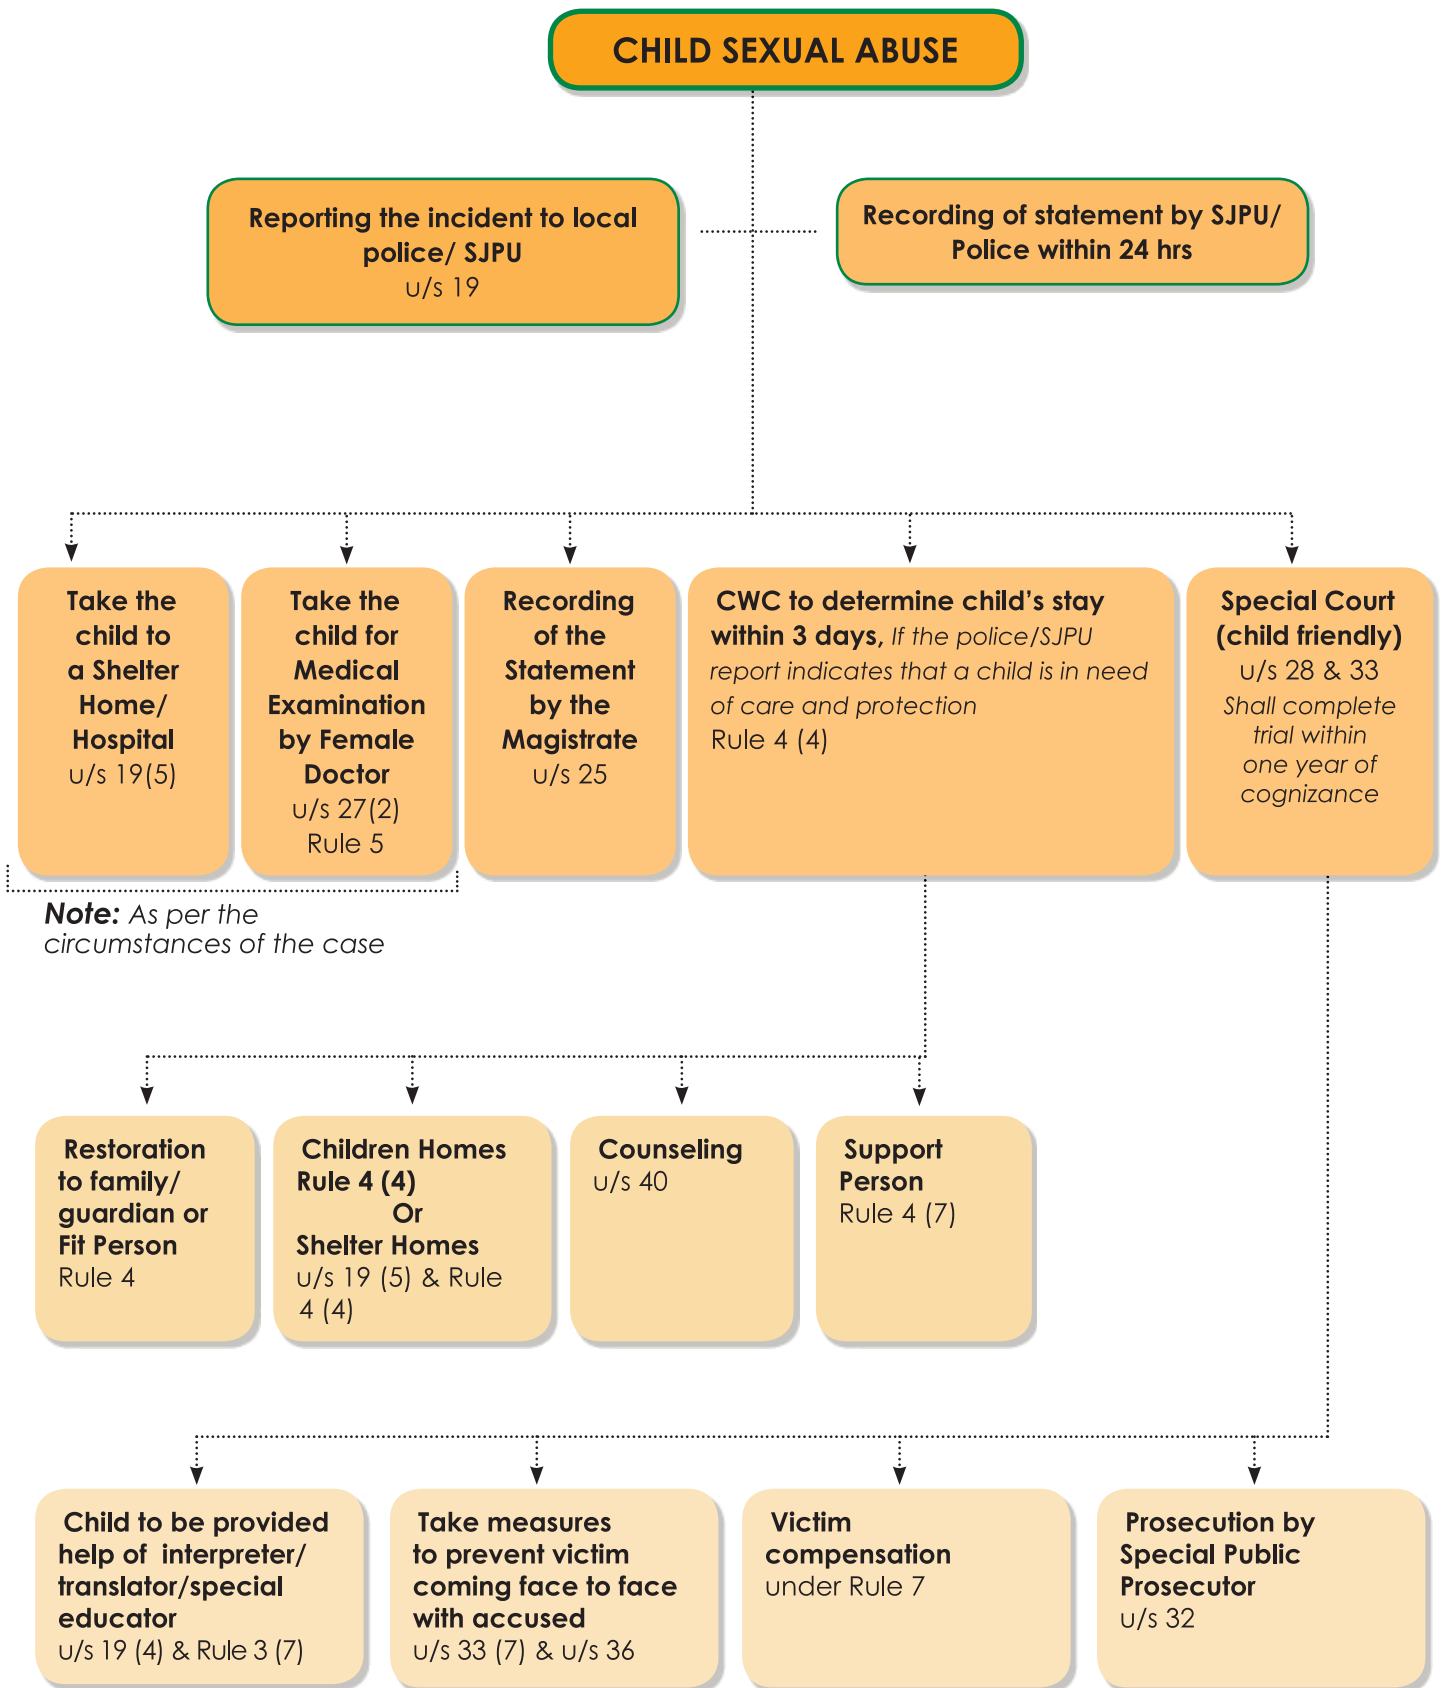 CHILD SEXUAL ABUSE
Reporting the incident to local
police/ SJPU
u/s 19
Recording of statement by SJPU/
Police within 24 hrs
Take the
child to
a Shelter
Home/
Hospital
u/s 19(5)
Take the
child for
Medical
Examination
by Female
Doctor
u/s 27(2)
Rule 5
Recording
of the
Statement
by the
Magistrate
u/s 25
CWC to determine child’s stay
within 3 days, If the police/SJPU
report indicates that a child is in need
of care and protection
Rule 4 (4)
Special Court
(child friendly)
u/s 28 & 33
Shall complete
trial within
one year of
cognizance
Note: As per the
circumstances of the case
Restoration
to family/
guardian or
Fit Person
Rule 4
Children Homes
Rule 4 (4)
Or
Shelter Homes
u/s 19 (5) & Rule
4 (4)
Counseling
u/s 40
Support
Person
Rule 4 (7)
Child to be provided
help of interpreter/
translator/special
educator
u/s 19 (4) & Rule 3 (7)
Take measures
to prevent victim
coming face to face
with accused
u/s 33 (7) & u/s 36
Victim
compensation
under Rule 7
Prosecution by
Special Public
Prosecutor
u/s 32